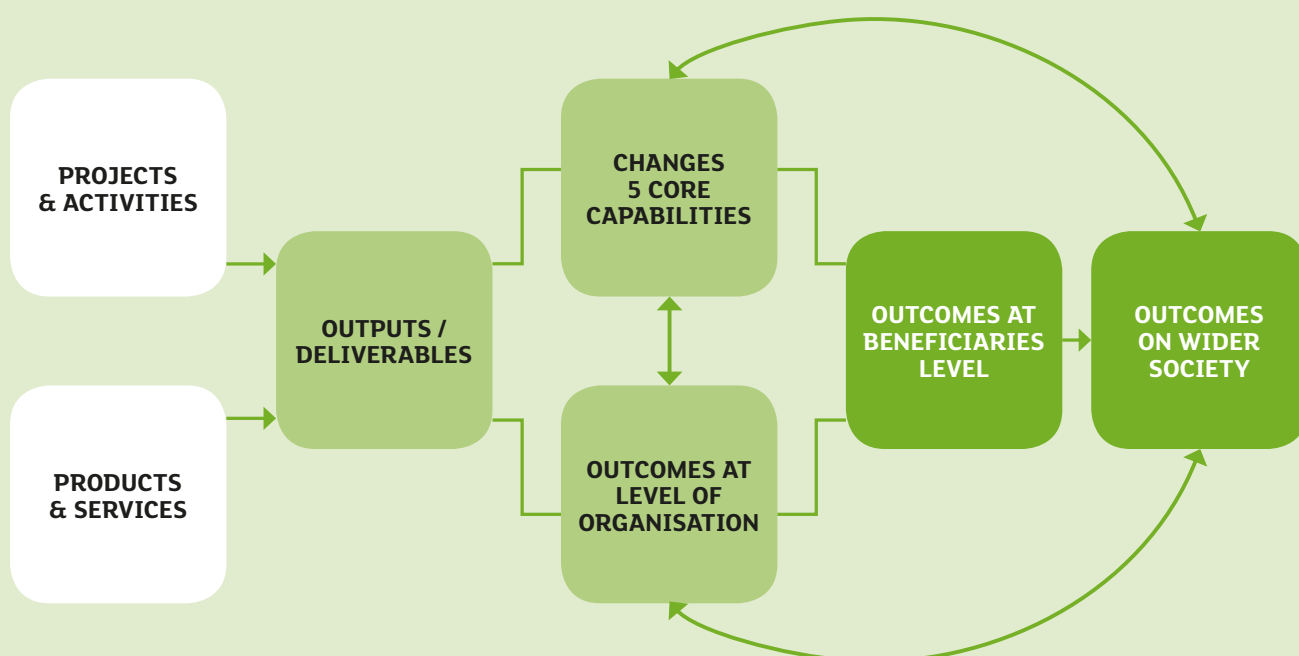 PROJECTS
& ACTIVITIES
PRODUCTS
& SERVICES
OUTPUTS /
DELIVERABLES
CHANGES
5 CORE
CAPABILITIES
OUTCOMES AT
LEVEL OF
ORGANISATION
OUTCOMES AT
BENEFICIARIES
LEVEL
OUTCOMES
ON WIDER
SOCIETY